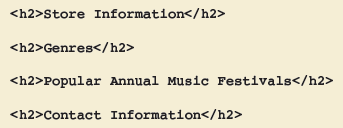 <h2>Store Information</h2>
<h2>Genres</h2>
<h2>Popular Annual Music Festivals</h2>
<h2>Contact Information</h2>